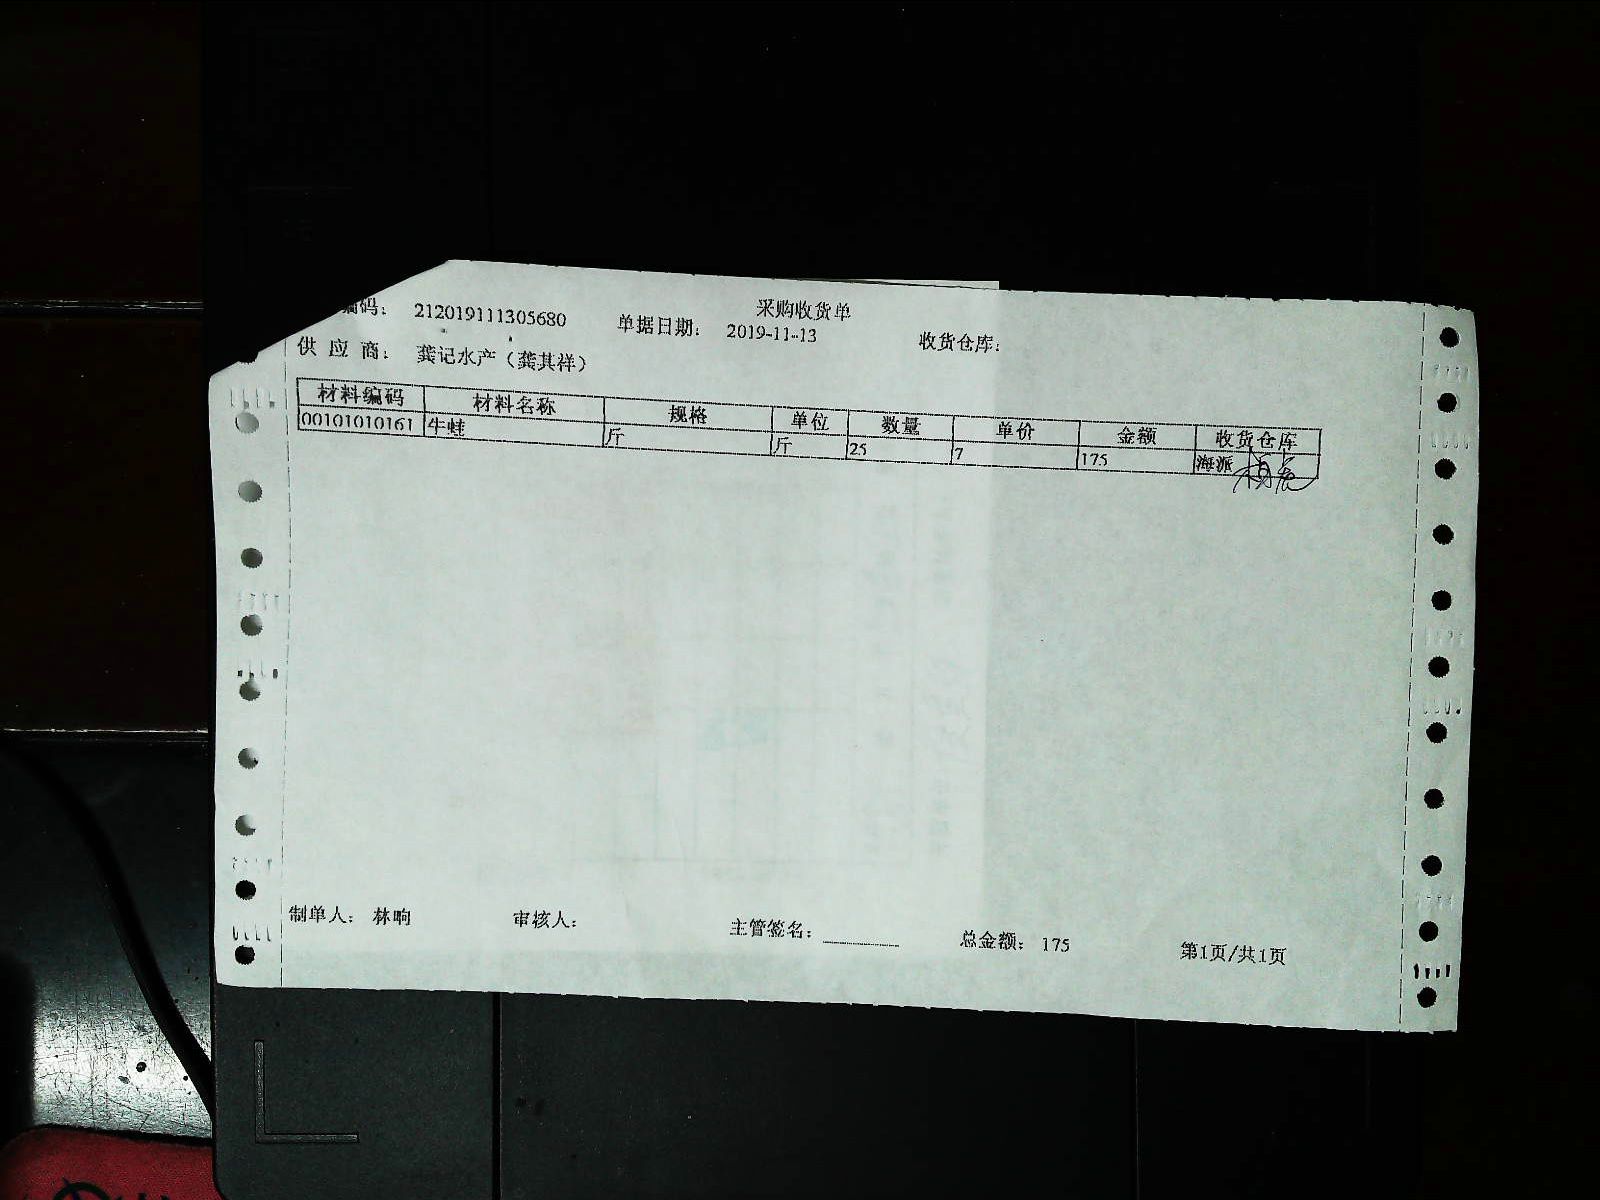 采购收货单
编码： 212019111305680 单据日期： 2019-11-13 收货仓库：
供 应 商： 龚记水产（龚其祥）
材料编码 材料名称 规格 单位 数量 单价 金额 收货仓库
00101010161 牛蛙 斤 斤 25 7 175 海派
制单人： 林晌 审核人： 主管签名： 总金额： 175 第1页/共1页